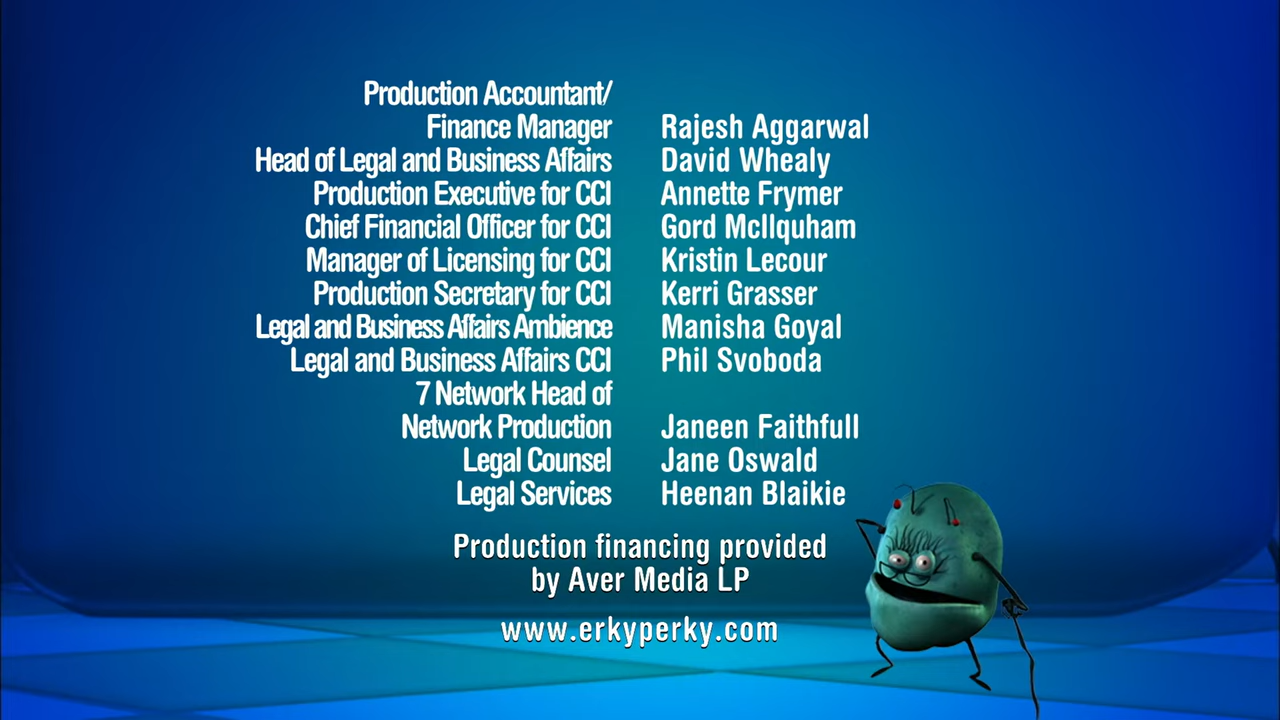 Production Accountant/
Finance Manager Rajesh Aggarwal
Head of Legal and Business Affairs David Whealy
Production Executive for CCI Annette Frymer
Chief Financial Officer for CCI Gord McIlquham
Manager of Licensing for CCI Kristin Lecour
Production Secretary for CCI Kerri Grasser
Legal and Business Affairs Ambience Manisha Goyal
Legal and Business Affairs CCI Phil Svoboda
7 Network Head of
Network Production Janeen Faithfull
Legal Counsel Jane Oswald
Legal Services Heenan Blaikie
Production financing provided
by Aver Media LP
www.erkyperky.com